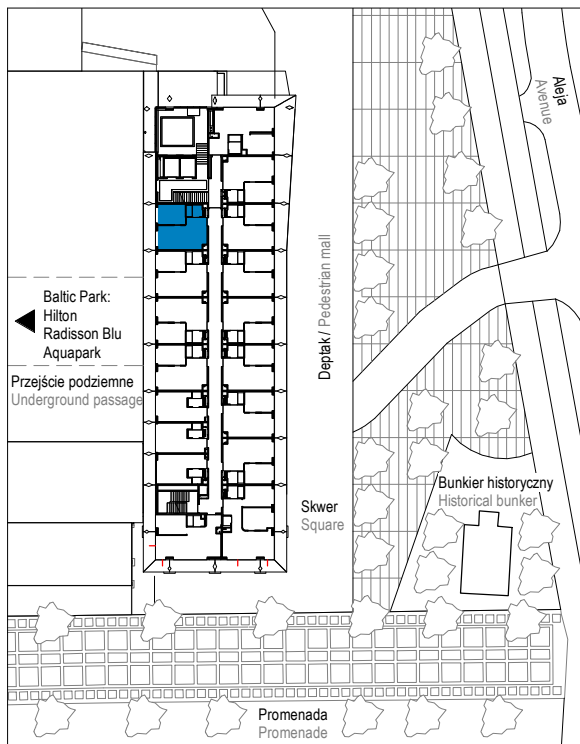 Aleja
Avenue
Baltic Park:
Hilton
Radisson Blu
Aquapark
Przejście podziemne
Underground passage
Deptak / Pedestrian mall
Skwer
Square
Bunkier historyczny
Historical bunker
Promenada
Promenade